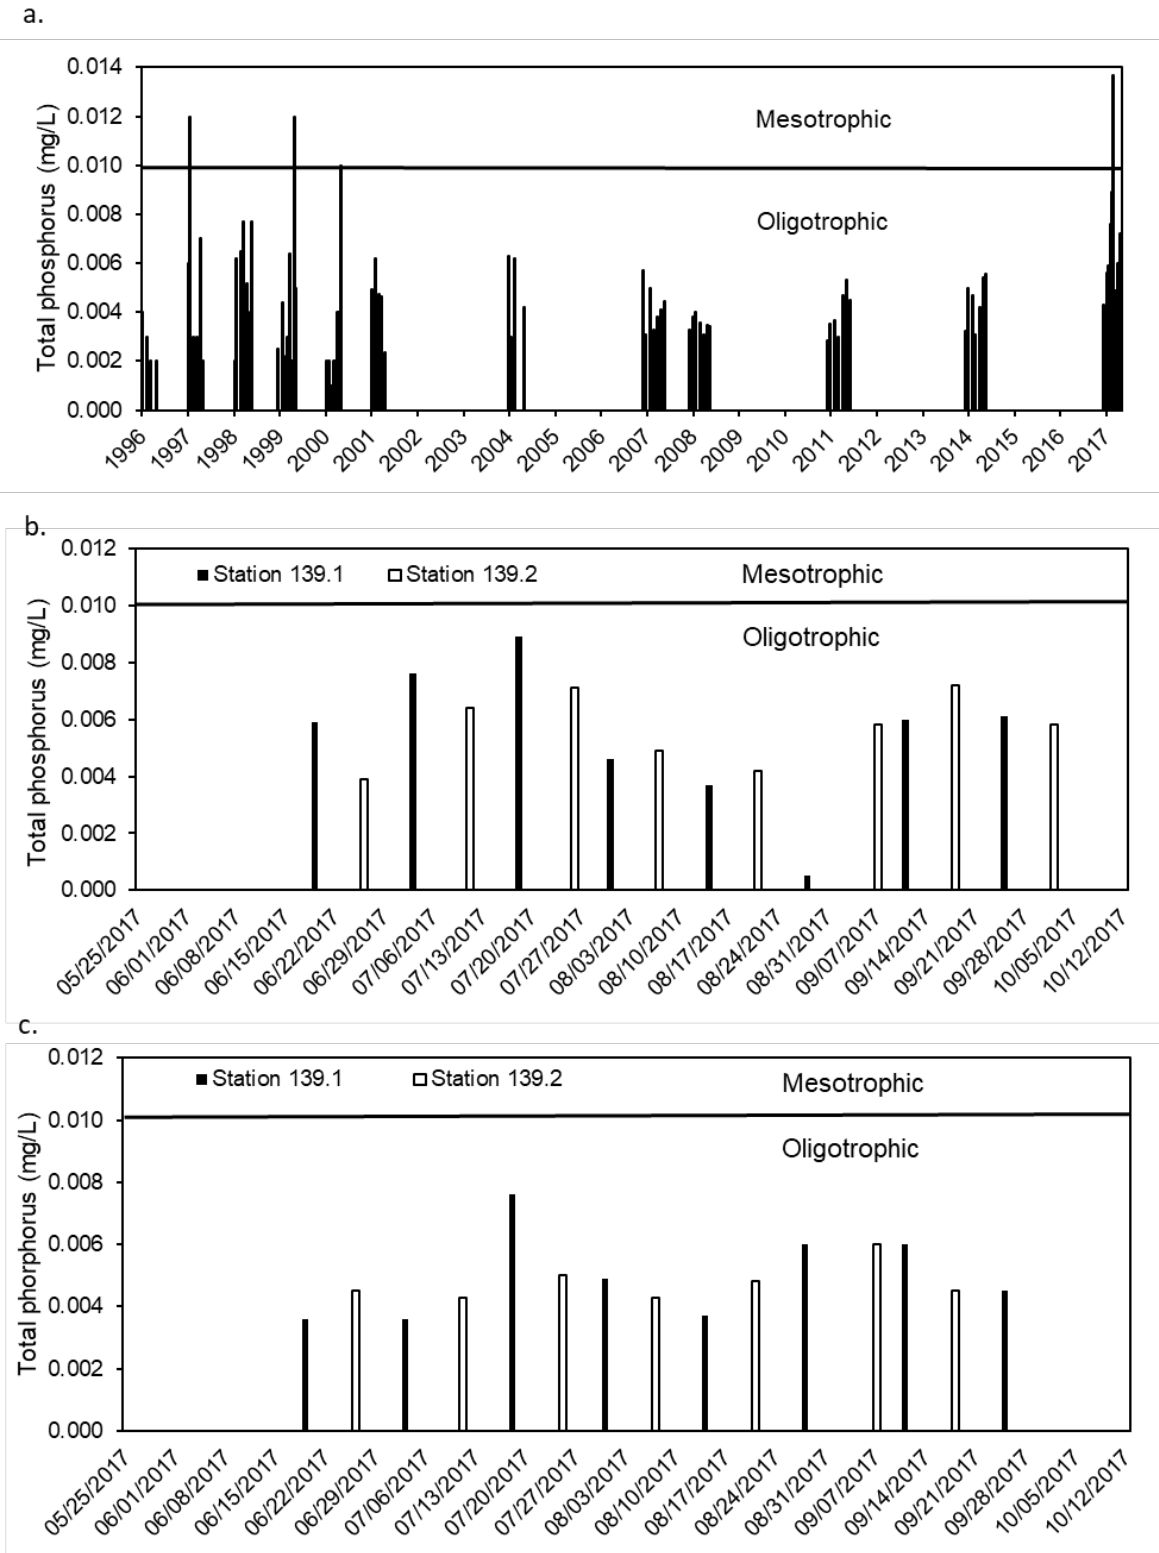 a.
0.014
0.012
0.010
0.008
0.006
0.004
0.002
0.000
Total phosphorus (mg/L)
Mesotrophic
Oligotrophic
1996 1997 1998 1999 2000 2001 2002 2003 2004 2005 2006 2007 2008 2009 2010 2011 2012 2013 2014 2015 2016 2017
b.
0.012
0.010
0.008
0.006
0.004
0.002
0.000
Total phosphorus (mg/L)
Station 139.1 Station 139.2
Mesotrophic
Oligotrophic
05/25/2017 06/01/2017 06/08/2017 06/15/2017 06/22/2017 06/29/2017 07/06/2017 07/13/2017 07/20/2017 07/27/2017 08/03/2017 08/10/2017 08/17/2017 08/24/2017 08/31/2017 09/07/2017 09/14/2017 09/21/2017 09/28/2017 10/05/2017 10/12/2017
c.
0.012
0.010
0.008
0.006
0.004
0.002
0.000
Total phorphorus (mg/L)
Station 139.1 Station 139.2
Mesotrophic
Oligotrophic
05/25/2017 06/01/2017 06/08/2017 06/15/2017 06/22/2017 06/29/2017 07/06/2017 07/13/2017 07/20/2017 07/27/2017 08/03/2017 08/10/2017 08/17/2017 08/24/2017 08/31/2017 09/07/2017 09/14/2017 09/21/2017 09/28/2017 10/05/2017 10/12/2017